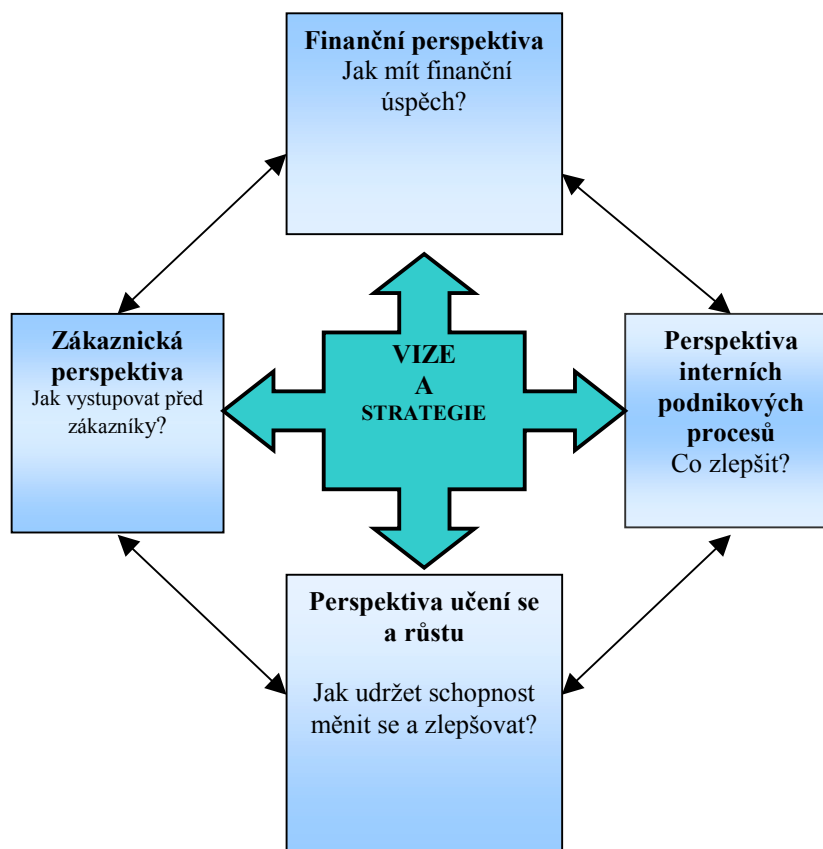 Finanční perspektiva
Jak mít finanční
úspěch?
Zákaznická
perspektiva
Jak vystupovat před
zákazníky?
VIZE
A
STRATEGIE
Perspektiva
interních
podnikových
procesů
Co zlepšit?
Perspektiva učení se
a růstu
Jak udržet schopnost
měnit se a zlepšovat?